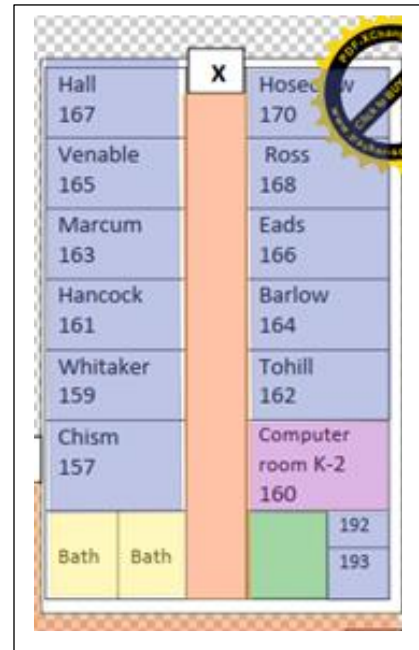 X
Hall
167
Venable
165
Marcum
163
Hancock
161
Whitaker
159
Chism
157
Bath Bath
170
Ross
168
Eads
166
Barlow
164
Tohill
162
Computer
room K-2
160
192
193